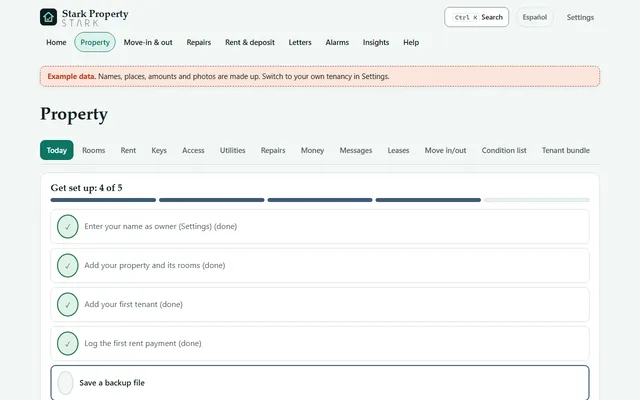 Stark Property
STARK
Ctrl K Search
Español
Settings
Home
Property
Move-in & out
Repairs
Rent & deposit
Letters
Alarms
Insights
Help
Example data. Names, places, amounts and photos are made up. Switch to your own tenancy in Settings.
Property
Today
Rooms
Rent
Keys
Access
Utilities
Repairs
Money
Messages
Leases
Move in/out
Condition list
Tenant bundle
Get set up: 4 of 5
✓ Enter your name as owner (Settings) (done)
✓ Add your property and its rooms (done)
✓ Add your first tenant (done)
✓ Log the first rent payment (done)
Save a backup file